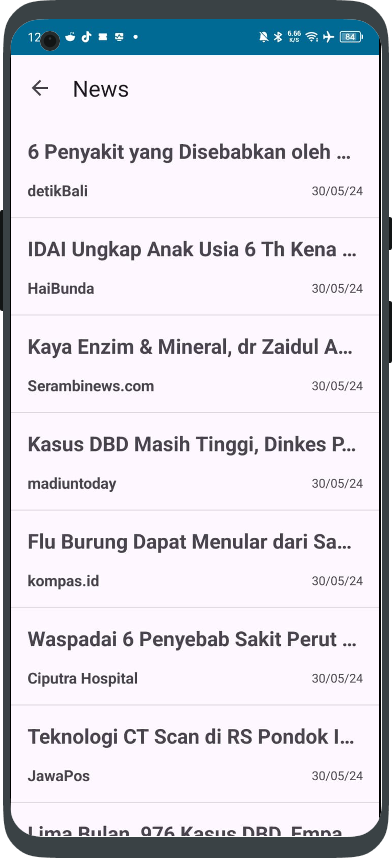 12
6.66
K/S
84
News
6 Penyakit yang Disebabkan oleh ...
detikBali
30/05/24
IDAI Ungkap Anak Usia 6 Th Kena ...
HaiBunda
30/05/24
Kaya Enzim & Mineral, dr Zaidul A...
Serambinews.com
30/05/24
Kasus DBD Masih Tinggi, Dinkes P...
madiuntoday
30/05/24
Flu Burung Dapat Menular dari Sa...
kompas.id
30/05/24
Waspadai 6 Penyebab Sakit Perut ...
Ciputra Hospital
30/05/24
Teknologi CT Scan di RS Pondok I...
JawaPos
30/05/24
Lima Bulan, 976 Kasus DBD, Empa...